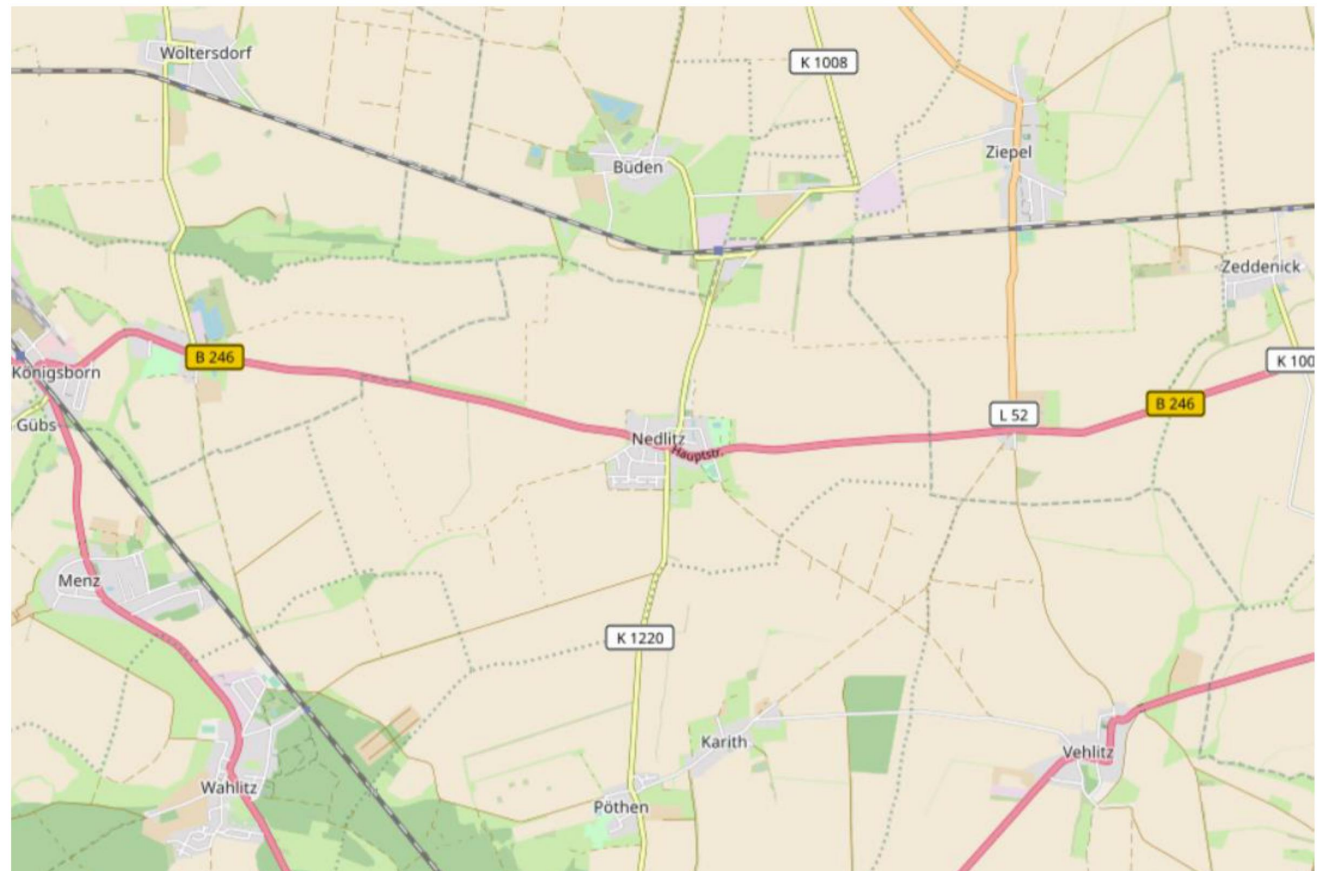 Woltersdorf
K 1008
Büden
Ziepel
Zeddenick
B 246
K 100
Königsborn
B 246
L 52
Gübs
Nedlitz
Hauptstr.
Menz
K 1220
Karith
Vehlitz
Wahlitz
Pöthen